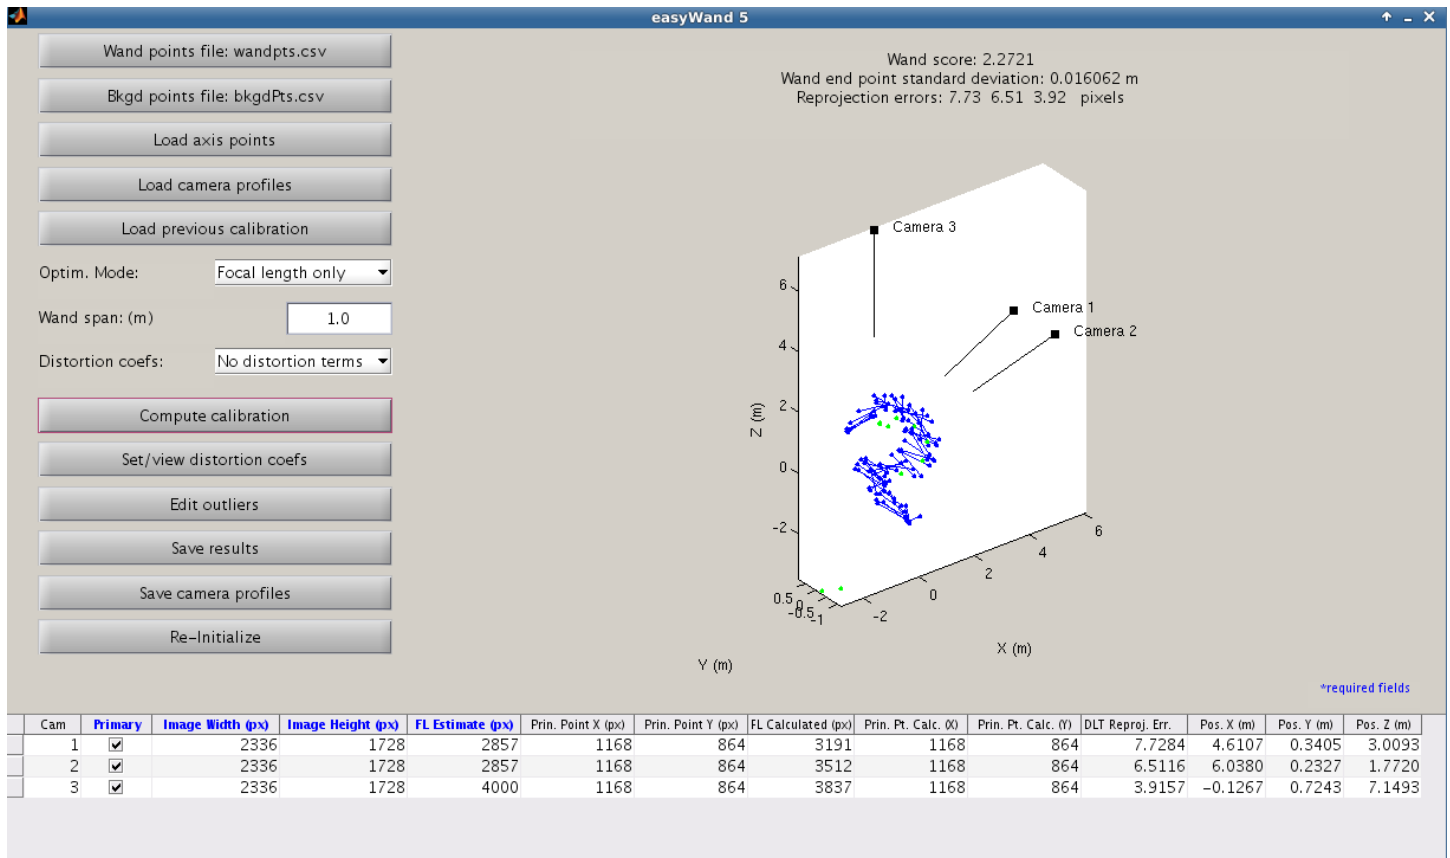 easyWand 5
Wand points file: wandpts.csv
Bkgd points file: bkgdPts.csv
Load axis points
Load camera profiles
Load previous calibration
Optim. Mode: Focal length only
Wand span: (m) 1.0
Distortion coefs: No distortion terms
Compute calibration
Set/view distortion coefs
Edit outliers
Save results
Save camera profiles
Re-Initialize
Wand score: 2.2721
Wand end point standard deviation: 0.016062 m
Reprojection errors: 7.73 6.51 3.92 pixels
Camera 3
Camera 1
Camera 2
6
4
2
0
-2
Z (m)
0.5
0
-0.5
-1
Y (m)
-2
0
2
4
6
X (m)
*required fields
Cam Primary Image Width (px) Image Height (px) FL Estimate (px) Prin. Point X (px) Prin. Point Y (px) FL Calculated (px) Prin. Pt. Calc. (X) Prin. Pt. Calc. (Y) DLT Reproj. Err. Pos. X (m) Pos. Y (m) Pos. Z (m)
1 2336 1728 2857 1168 864 3191 1168 864 7.7284 4.6107 0.3405 3.0093
2 2336 1728 2857 1168 864 3512 1168 864 6.5116 6.0380 0.2327 1.7720
3 2336 1728 4000 1168 864 3837 1168 864 3.9157 -0.1267 0.7243 7.1493